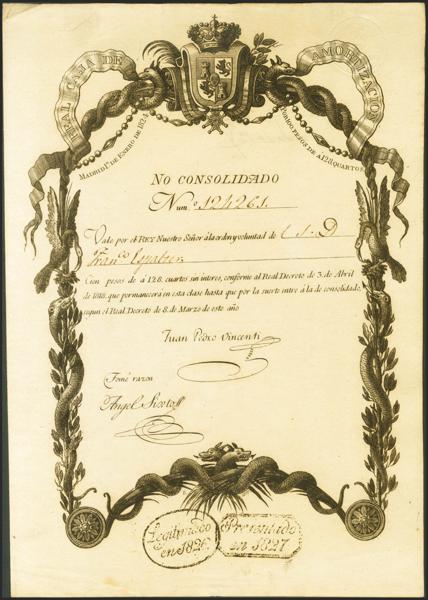 REAL CAJA DE
AMORTIZACION
MADRID 1º DE ENERO DE 1824
CIENTO PESOS DE A 128 QUARTOS
NO CONSOLIDADO
Num.º 124261.
Vale por el REY Nuestro Señor á la orden y voluntad de
Fran.co
Cien pesos de á 128. cuartos sin interes, conforme al Real Decreto de 3. de Abril
de 1818. que permanecerá en esta clase hasta que por la suerte entre á la de consolidado,
segun el Real Decreto de 8. de Marzo de este año
Juan Pedro Vincenti
Tomé razon
Angel Sixto
Legitimado
en 1826
Presentado
en 1827